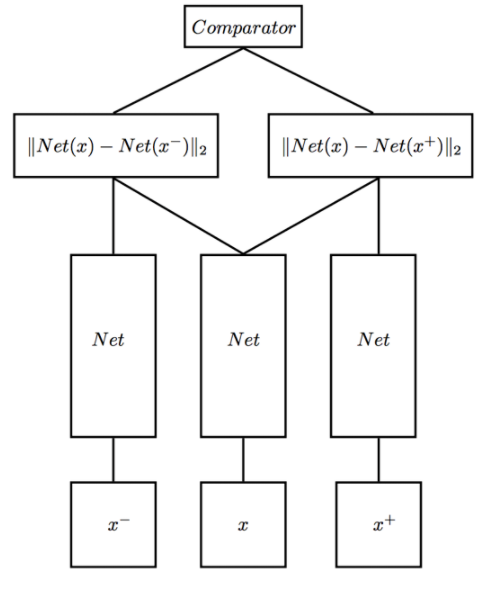 Comparator
‖Net(x) − Net(x⁻)‖₂ ‖Net(x) − Net(x⁺)‖₂
Net Net Net
x⁻ x x⁺